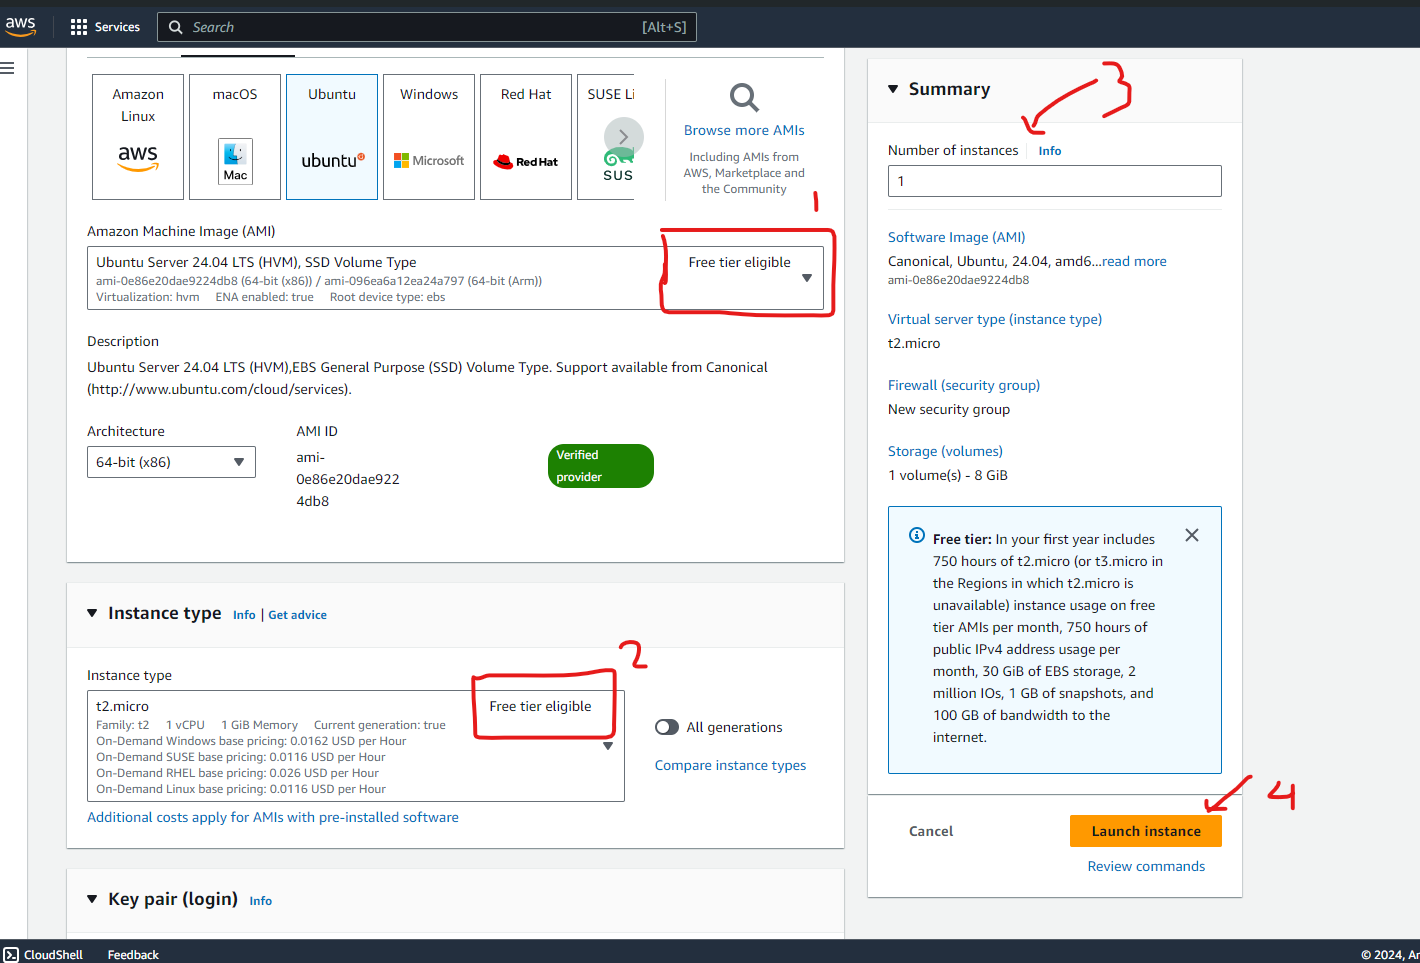 aws
Services
Search
[Alt+S]
Amazon
Linux
aws
macOS
Mac
Ubuntu
ubuntu
Windows
Microsoft
Red Hat
Red Hat
SUSE Li
SUS
Browse more AMIs
Including AMIs from
AWS, Marketplace and
the Community
1
Amazon Machine Image (AMI)
Ubuntu Server 24.04 LTS (HVM), SSD Volume Type
Free tier eligible
ami-0e86e20dae9224db8 (64-bit (x86)) / ami-096ea6a12ea24a797 (64-bit (Arm))
Virtualization: hvm ENA enabled: true Root device type: ebs
Description
Ubuntu Server 24.04 LTS (HVM),EBS General Purpose (SSD) Volume Type. Support available from Canonical
(http://www.ubuntu.com/cloud/services).
Architecture
64-bit (x86)
AMI ID
ami-
0e86e20dae922
4db8
Verified
provider
Instance type Info | Get advice
2
Instance type
t2.micro
Free tier eligible
Family: t2 1 vCPU 1 GiB Memory Current generation: true
On-Demand Windows base pricing: 0.0162 USD per Hour
On-Demand SUSE base pricing: 0.0116 USD per Hour
On-Demand RHEL base pricing: 0.026 USD per Hour
On-Demand Linux base pricing: 0.0116 USD per Hour
All generations
Compare instance types
Additional costs apply for AMIs with pre-installed software
Key pair (login) Info
Summary
3
Number of instances Info
1
Software Image (AMI)
Canonical, Ubuntu, 24.04, amd6...read more
ami-0e86e20dae9224db8
Virtual server type (instance type)
t2.micro
Firewall (security group)
New security group
Storage (volumes)
1 volume(s) - 8 GiB
Free tier: In your first year includes
750 hours of t2.micro (or t3.micro in
the Regions in which t2.micro is
unavailable) instance usage on free
tier AMIs per month, 750 hours of
public IPv4 address usage per
month, 30 GiB of EBS storage, 2
million IOs, 1 GB of snapshots, and
100 GB of bandwidth to the
internet.
4
Cancel
Launch instance
Review commands
CloudShell
Feedback
© 2024, Ar